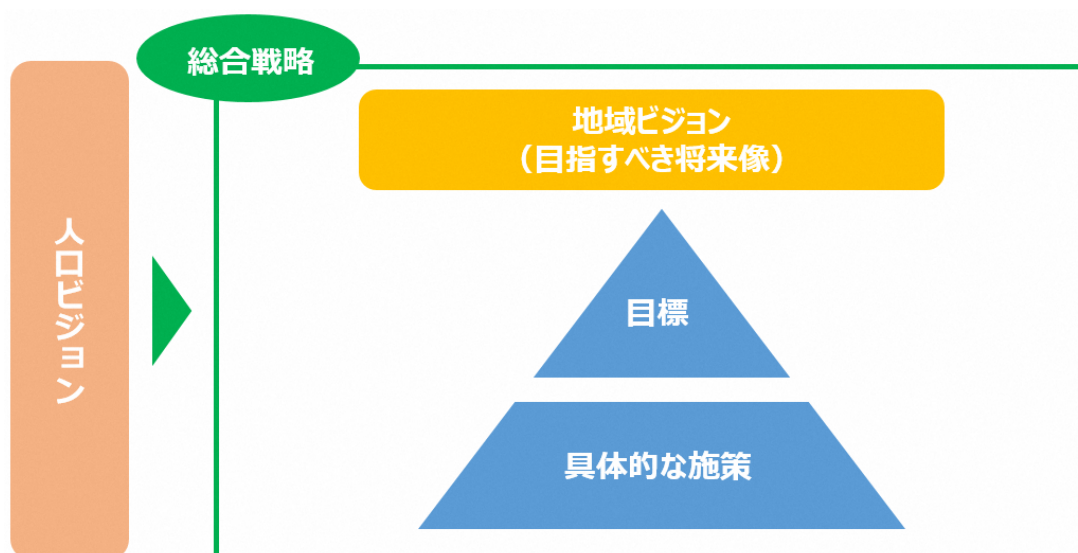 総合戦略
地域ビジョン
（目指すべき将来像）
人口ビジョン
目標
具体的な施策